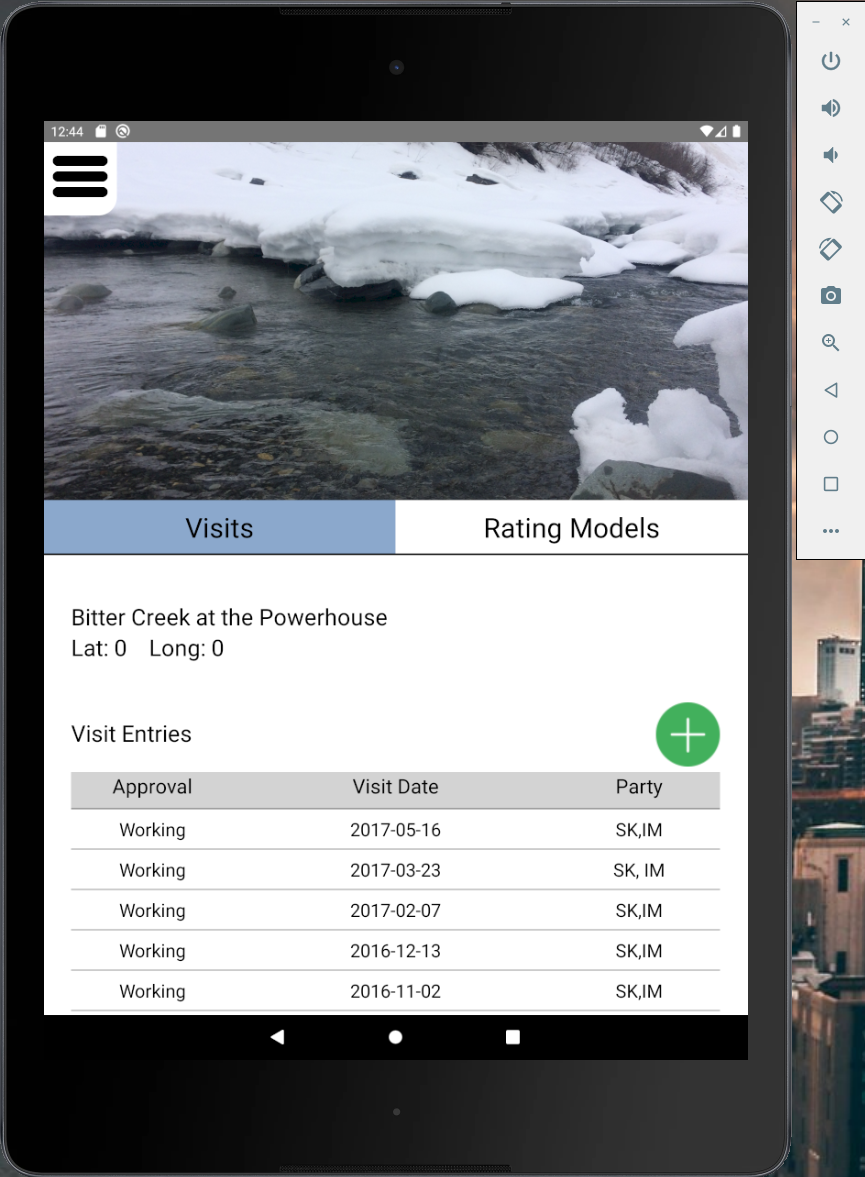 12:44
Visits Rating Models
Bitter Creek at the Powerhouse
Lat: 0 Long: 0
Visit Entries
Approval Visit Date Party
Working 2017-05-16 SK,IM
Working 2017-03-23 SK, IM
Working 2017-02-07 SK,IM
Working 2016-12-13 SK,IM
Working 2016-11-02 SK,IM